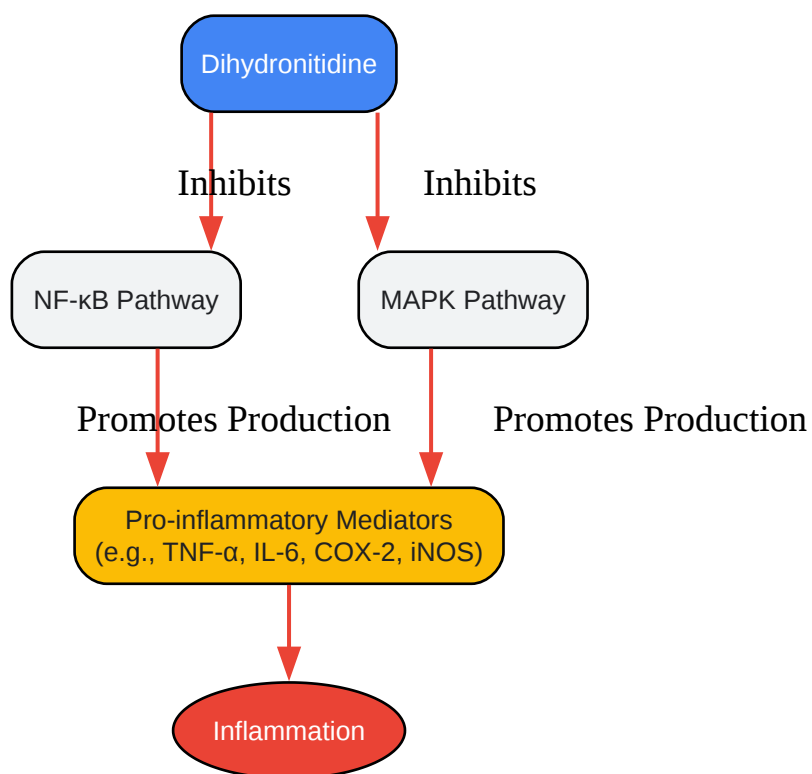 Dihydronitidine
Inhibits
Inhibits
NF-κB Pathway
MAPK Pathway
Promotes Production
Promotes Production
Pro-inflammatory Mediators
(e.g., TNF-α, IL-6, COX-2, iNOS)
Inflammation